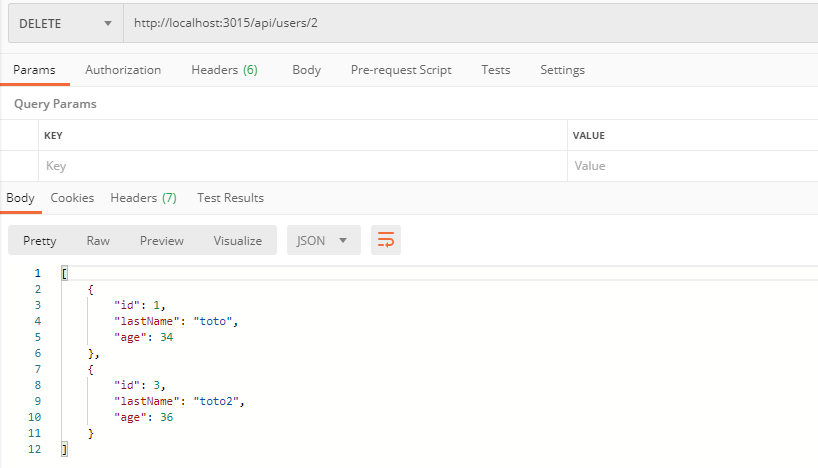 DELETE http://localhost:3015/api/users/2
Params Authorization Headers (6) Body Pre-request Script Tests Settings
Query Params
KEY VALUE
Key Value
Body Cookies Headers (7) Test Results
Pretty Raw Preview Visualize JSON
1 [
2 {
3 "id": 1,
4 "lastName": "toto",
5 "age": 34
6 },
7 {
8 "id": 3,
9 "lastName": "toto2",
10 "age": 36
11 }
12 ]